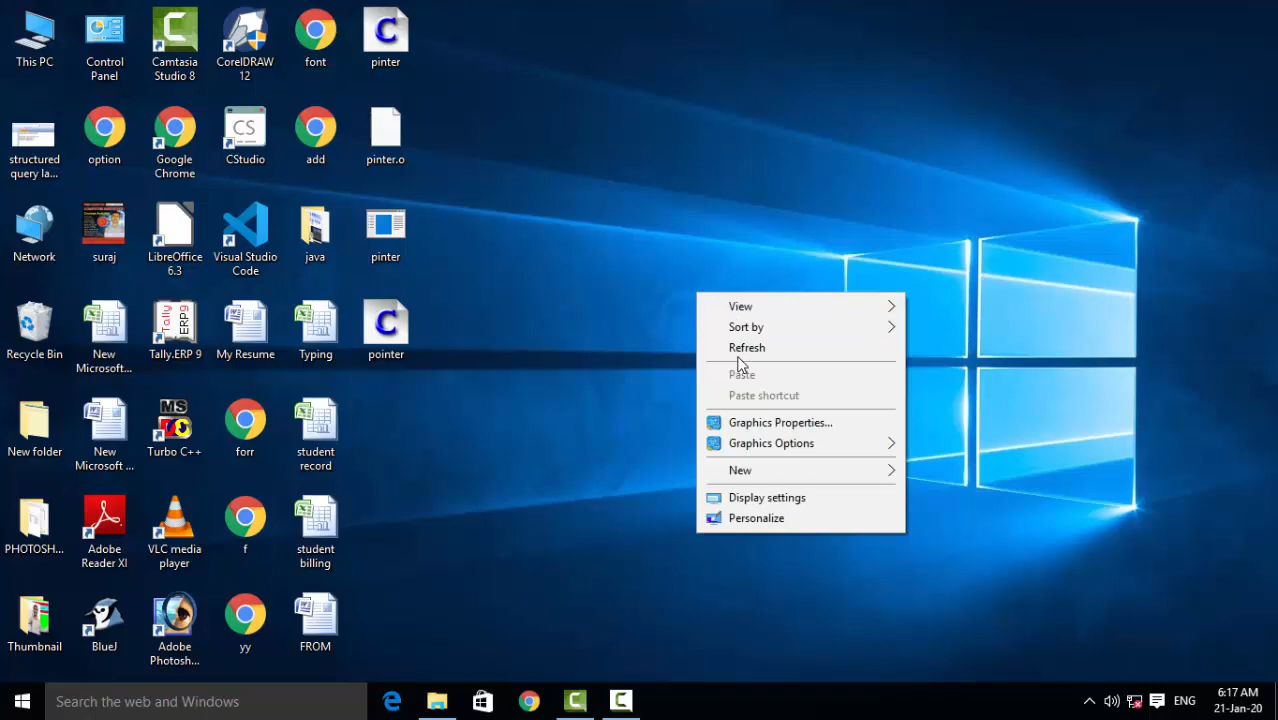 This PC
Control
Panel
Camtasia
Studio 8
CorelDRAW
12
font
C
pinter
structured
query la...
option
Google
Chrome
CS
CStudio
add
pinter.o
Network
suraj
LibreOffice
6.3
Visual Studio
Code
java
pinter
Recycle Bin
New
Microsoft...
Tally
ERP9
Tally.ERP 9
My Resume
Typing
C
pointer
New folder
New
Microsoft ...
MS
Turbo C++
forr
student
record
PHOTOSH...
Adobe
Reader XI
VLC media
player
f
student
billing
Thumbnail
BlueJ
Adobe
Photosh...
yy
FROM
View
Sort by
Refresh
Paste
Paste shortcut
Graphics Properties...
Graphics Options
New
Display settings
Personalize
Search the web and Windows
ENG
6:17 AM
21-Jan-20